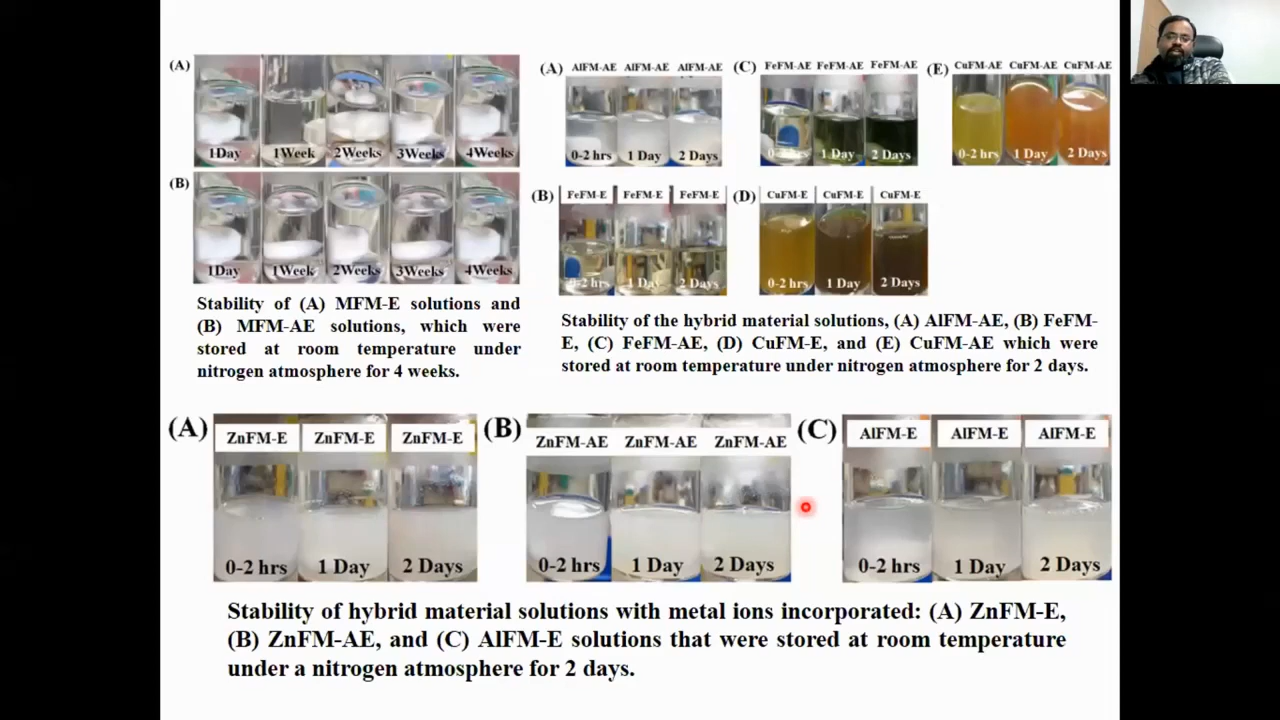 (A)
1Day 1Week 2Weeks 3Weeks 4Weeks
(B)
1Day 1Week 2Weeks 3Weeks 4Weeks
Stability of (A) MFM-E solutions and
(B) MFM-AE solutions, which were
stored at room temperature under
nitrogen atmosphere for 4 weeks.
(A) AlFM-AE AlFM-AE AlFM-AE
0-2 hrs 1 Day 2 Days
(C) FeFM-AE FeFM-AE FeFM-AE
0-2 hrs 1 Day 2 Days
(E) CuFM-AE CuFM-AE CuFM-AE
0-2 hrs 1 Day 2 Days
(B) FeFM-E FeFM-E FeFM-E
0-2 hrs 1 Day 2 Days
(D) CuFM-E CuFM-E CuFM-E
0-2 hrs 1 Day 2 Days
Stability of the hybrid material solutions, (A) AlFM-AE, (B) FeFM-
E, (C) FeFM-AE, (D) CuFM-E, and (E) CuFM-AE which were
stored at room temperature under nitrogen atmosphere for 2 days.
(A) ZnFM-E ZnFM-E ZnFM-E
0-2 hrs 1 Day 2 Days
(B) ZnFM-AE ZnFM-AE ZnFM-AE
0-2 hrs 1 Day 2 Days
(C) AlFM-E AlFM-E AlFM-E
0-2 hrs 1 Day 2 Days
Stability of hybrid material solutions with metal ions incorporated: (A) ZnFM-E,
(B) ZnFM-AE, and (C) AlFM-E solutions that were stored at room temperature
under a nitrogen atmosphere for 2 days.